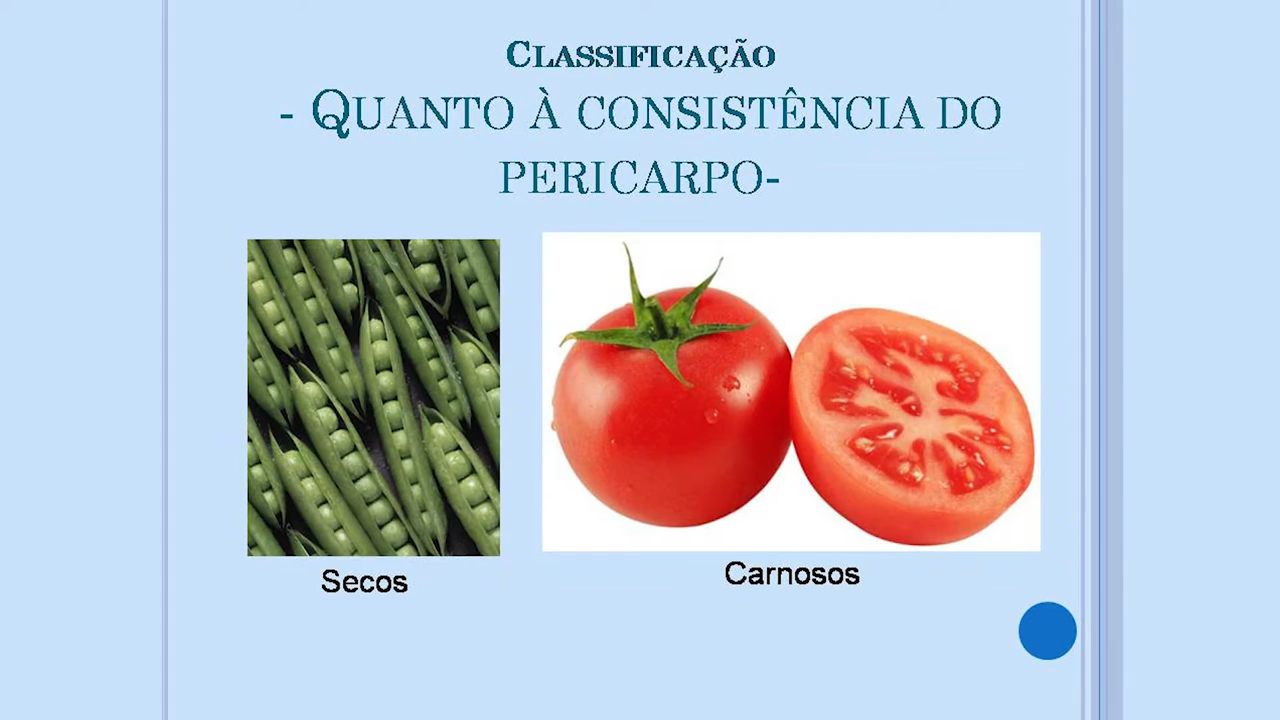 Classificação
- Quanto à consistência do
pericarpo-
Secos
Carnosos